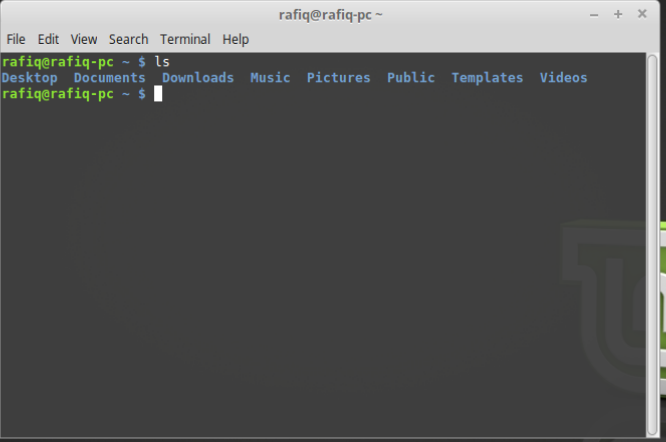 rafiq@rafiq-pc ~
File Edit View Search Terminal Help
rafiq@rafiq-pc ~ $ ls
Desktop Documents Downloads Music Pictures Public Templates Videos
rafiq@rafiq-pc ~ $